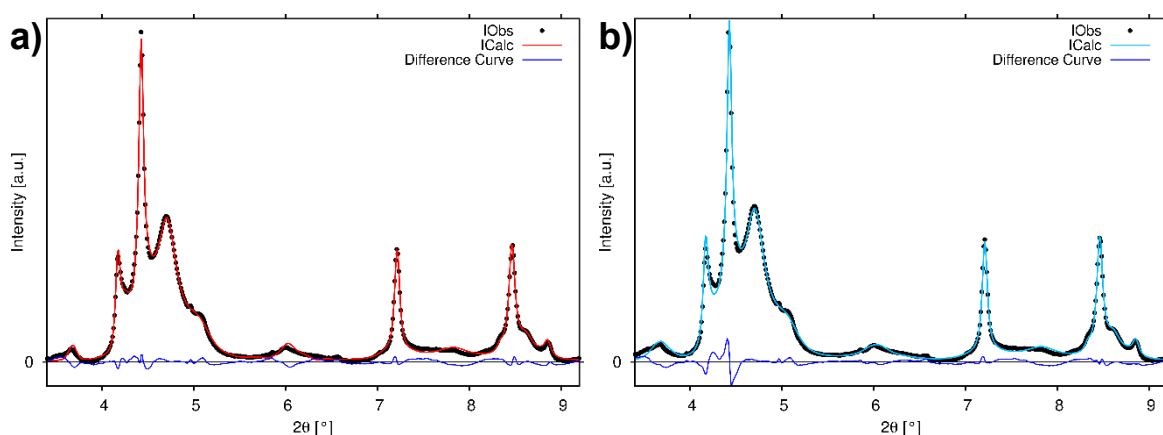 a)
IObs
ICalc
Difference Curve
Intensity [a.u.]
0
4 5 6 7 8 9
2θ [°]
b)
IObs
ICalc
Difference Curve
Intensity [a.u.]
0
4 5 6 7 8 9
2θ [°]